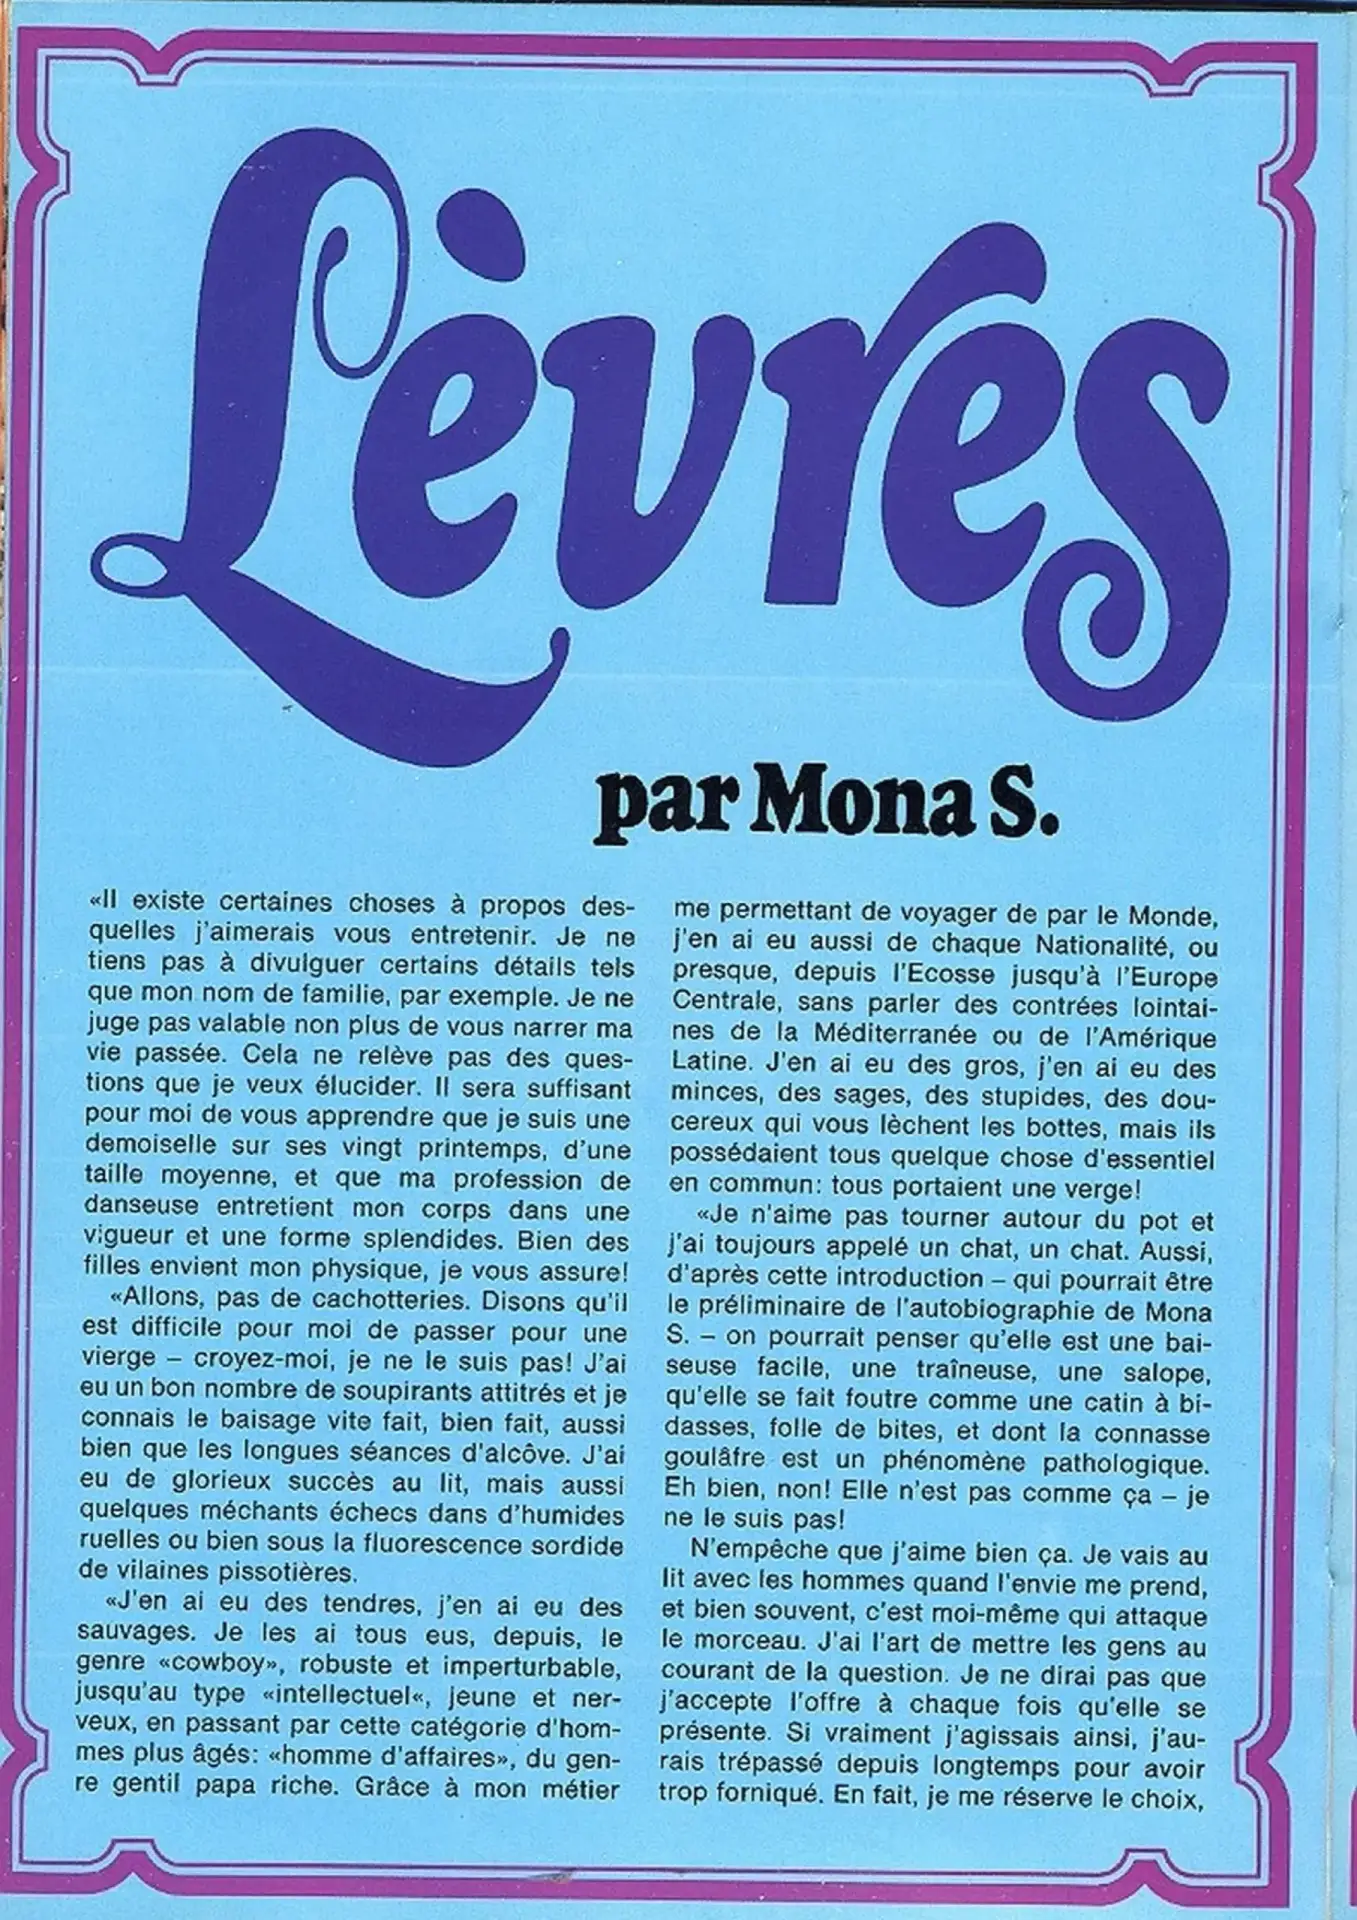 Lèvres
par Mona S.
«Il existe certaines choses à propos des-
quelles j'aimerais vous entretenir. Je ne
tiens pas à divulguer certains détails tels
que mon nom de familie, par exemple. Je ne
juge pas valable non plus de vous narrer ma
vie passée. Cela ne relève pas des ques-
tions que je veux élucider. Il sera suffisant
pour moi de vous apprendre que je suis une
demoiselle sur ses vingt printemps, d'une
taille moyenne, et que ma profession de
danseuse entretient mon corps dans une
vigueur et une forme splendides. Bien des
filles envient mon physique, je vous assure!
«Allons, pas de cachotteries. Disons qu'il
est difficile pour moi de passer pour une
vierge – croyez-moi, je ne le suis pas! J'ai
eu un bon nombre de soupirants attitrés et je
connais le baisage vite fait, bien fait, aussi
bien que les longues séances d'alcôve. J'ai
eu de glorieux succès au lit, mais aussi
quelques méchants échecs dans d'humides
ruelles ou bien sous la fluorescence sordide
de vilaines pissotières.
«J'en ai eu des tendres, j'en ai eu des
sauvages. Je les ai tous eus, depuis, le
genre «cowboy», robuste et imperturbable,
jusqu'au type «intellectuel«, jeune et ner-
veux, en passant par cette catégorie d'hom-
mes plus âgés: «homme d'affaires», du gen-
re gentil papa riche. Grâce à mon métier
me permettant de voyager de par le Monde,
j'en ai eu aussi de chaque Nationalité, ou
presque, depuis l'Ecosse jusqu'à l'Europe
Centrale, sans parler des contrées lointai-
nes de la Méditerranée ou de l'Amérique
Latine. J'en ai eu des gros, j'en ai eu des
minces, des sages, des stupides, des dou-
cereux qui vous lèchent les bottes, mais ils
possédaient tous quelque chose d'essentiel
en commun: tous portaient une verge!
«Je n'aime pas tourner autour du pot et
j'ai toujours appelé un chat, un chat. Aussi,
d'après cette introduction – qui pourrait être
le préliminaire de l'autobiographie de Mona
S. – on pourrait penser qu'elle est une bai-
seuse facile, une traîneuse, une salope,
qu'elle se fait foutre comme une catin à bi-
dasses, folle de bites, et dont la connasse
goulâfre est un phénomène pathologique.
Eh bien, non! Elle n'est pas comme ça – je
ne le suis pas!
N'empêche que j'aime bien ça. Je vais au
lit avec les hommes quand l'envie me prend,
et bien souvent, c'est moi-même qui attaque
le morceau. J'ai l'art de mettre les gens au
courant de la question. Je ne dirai pas que
j'accepte l'offre à chaque fois qu'elle se
présente. Si vraiment j'agissais ainsi, j'au-
rais trépassé depuis longtemps pour avoir
trop forniqué. En fait, je me réserve le choix,